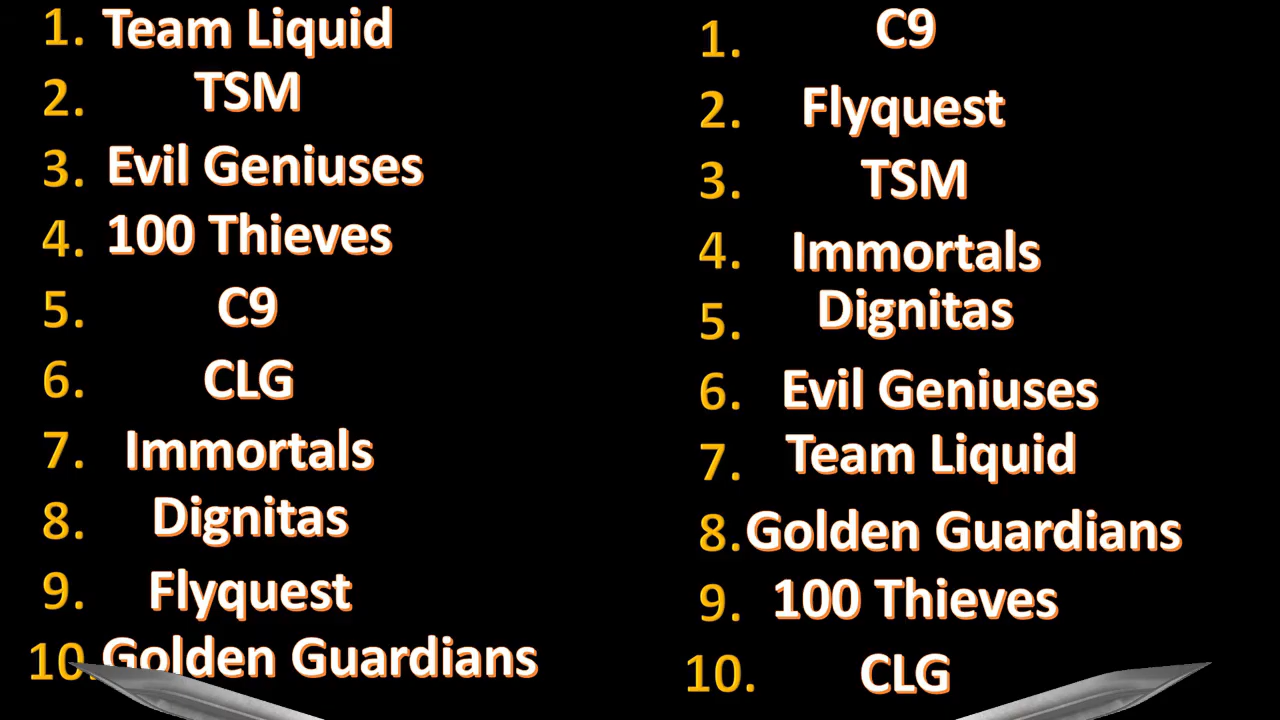 1. Team Liquid
2. TSM
3. Evil Geniuses
4. 100 Thieves
5. C9
6. CLG
7. Immortals
8. Dignitas
9. Flyquest
10. Golden Guardians
1. C9
2. Flyquest
3. TSM
4. Immortals
5. Dignitas
6. Evil Geniuses
7. Team Liquid
8. Golden Guardians
9. 100 Thieves
10. CLG